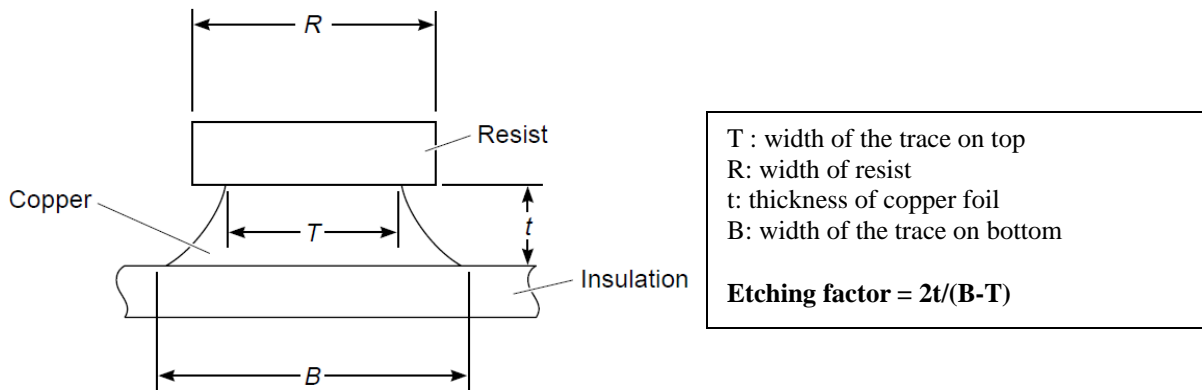 R
Resist
Copper
T
t
Insulation
B
T : width of the trace on top
R: width of resist
t: thickness of copper foil
B: width of the trace on bottom
Etching factor = 2t/(B-T)